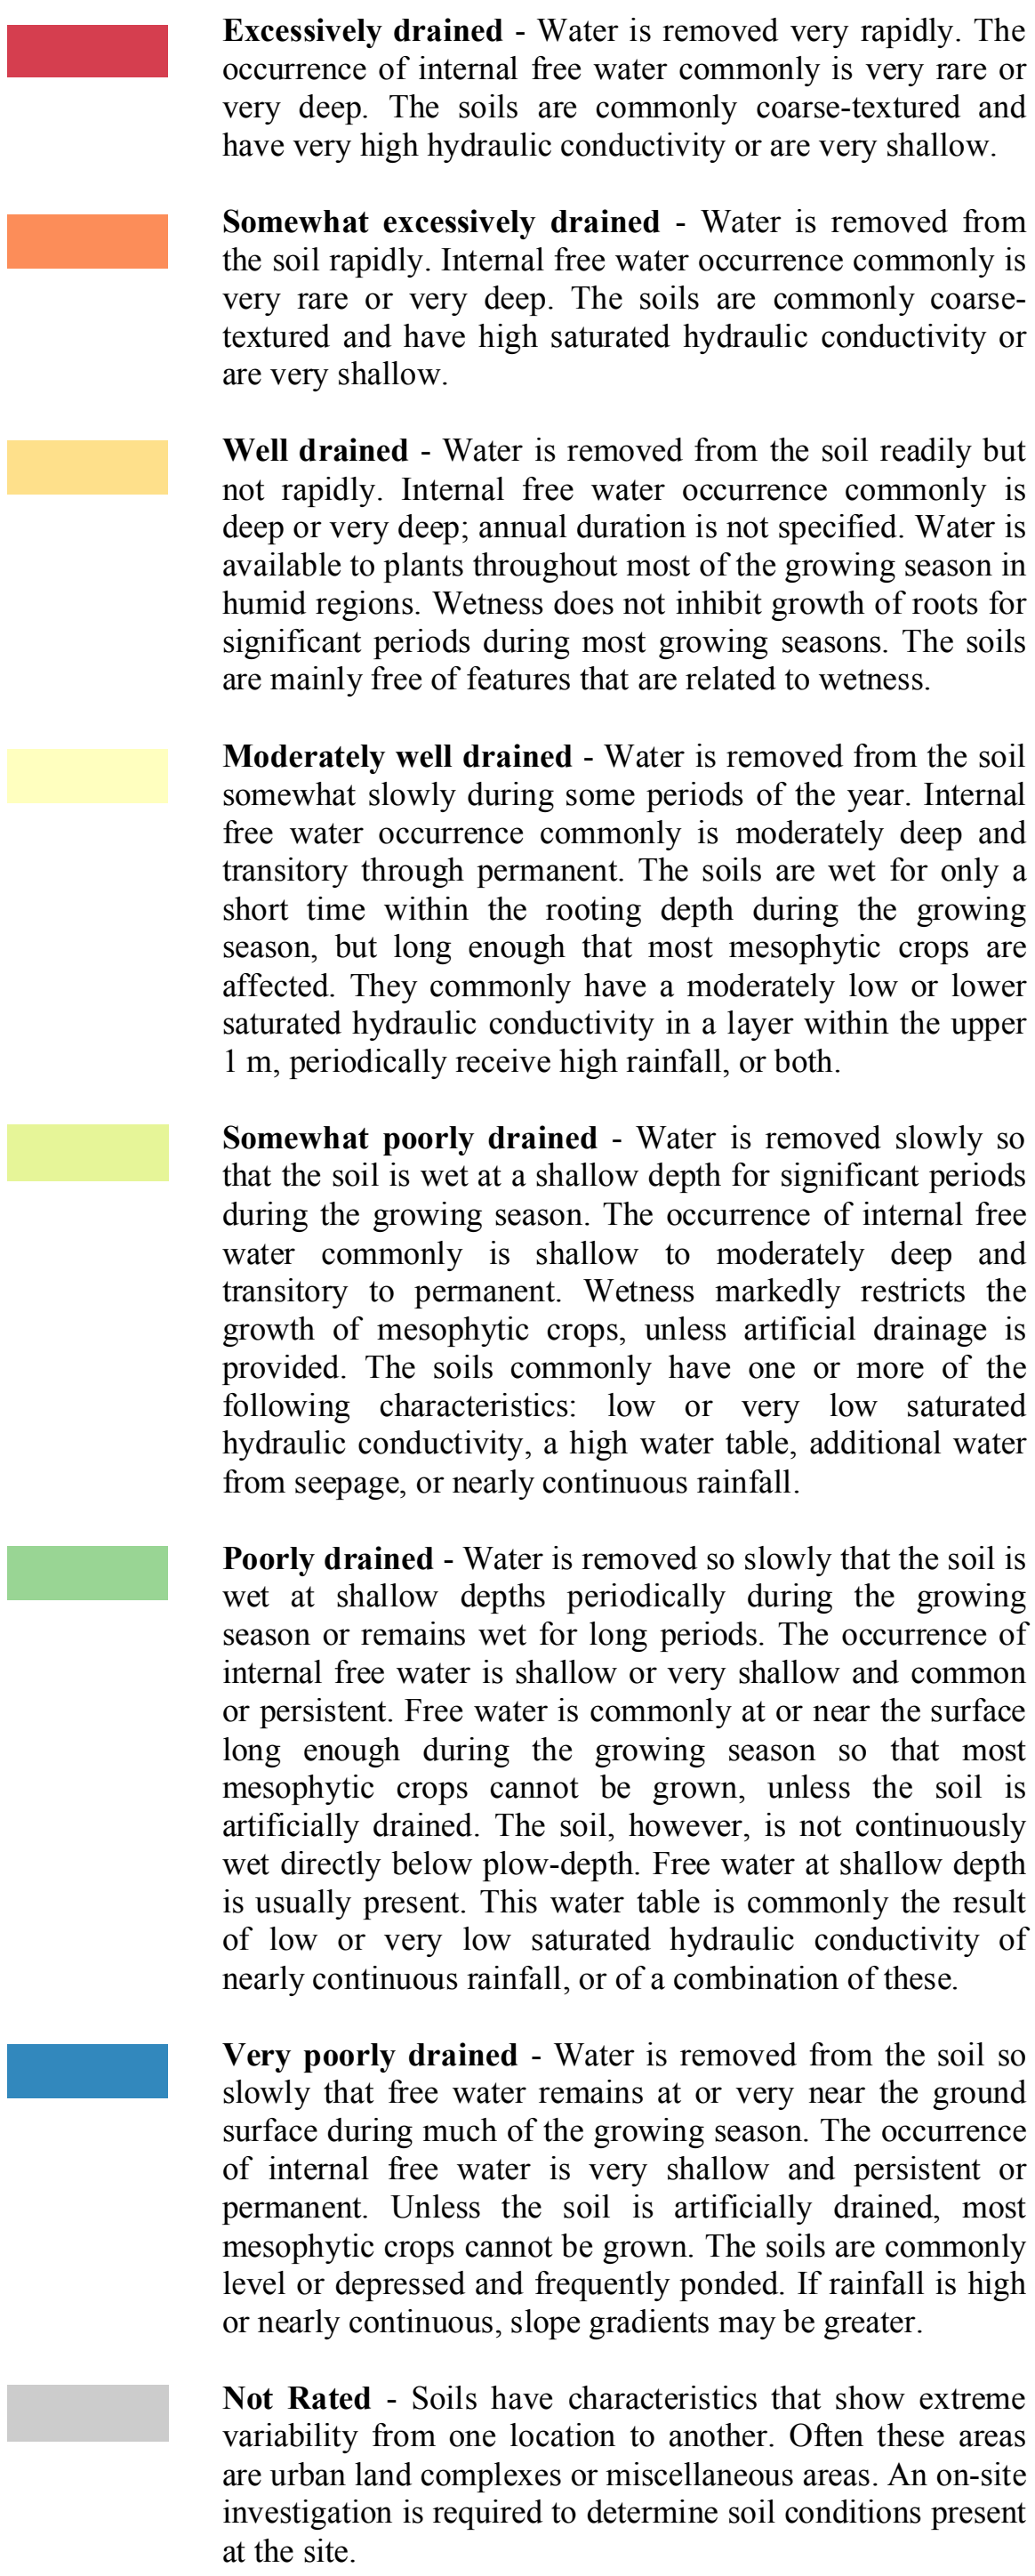 Excessively drained - Water is removed very rapidly. The
occurrence of internal free water commonly is very rare or
very deep. The soils are commonly coarse-textured and
have very high hydraulic conductivity or are very shallow.
Somewhat excessively drained - Water is removed from
the soil rapidly. Internal free water occurrence commonly is
very rare or very deep. The soils are commonly coarse-
textured and have high saturated hydraulic conductivity or
are very shallow.
Well drained - Water is removed from the soil readily but
not rapidly. Internal free water occurrence commonly is
deep or very deep; annual duration is not specified. Water is
available to plants throughout most of the growing season in
humid regions. Wetness does not inhibit growth of roots for
significant periods during most growing seasons. The soils
are mainly free of features that are related to wetness.
Moderately well drained - Water is removed from the soil
somewhat slowly during some periods of the year. Internal
free water occurrence commonly is moderately deep and
transitory through permanent. The soils are wet for only a
short time within the rooting depth during the growing
season, but long enough that most mesophytic crops are
affected. They commonly have a moderately low or lower
saturated hydraulic conductivity in a layer within the upper
1 m, periodically receive high rainfall, or both.
Somewhat poorly drained - Water is removed slowly so
that the soil is wet at a shallow depth for significant periods
during the growing season. The occurrence of internal free
water commonly is shallow to moderately deep and
transitory to permanent. Wetness markedly restricts the
growth of mesophytic crops, unless artificial drainage is
provided. The soils commonly have one or more of the
following characteristics: low or very low saturated
hydraulic conductivity, a high water table, additional water
from seepage, or nearly continuous rainfall.
Poorly drained - Water is removed so slowly that the soil is
wet at shallow depths periodically during the growing
season or remains wet for long periods. The occurrence of
internal free water is shallow or very shallow and common
or persistent. Free water is commonly at or near the surface
long enough during the growing season so that most
mesophytic crops cannot be grown, unless the soil is
artificially drained. The soil, however, is not continuously
wet directly below plow-depth. Free water at shallow depth
is usually present. This water table is commonly the result
of low or very low saturated hydraulic conductivity of
nearly continuous rainfall, or of a combination of these.
Very poorly drained - Water is removed from the soil so
slowly that free water remains at or very near the ground
surface during much of the growing season. The occurrence
of internal free water is very shallow and persistent or
permanent. Unless the soil is artificially drained, most
mesophytic crops cannot be grown. The soils are commonly
level or depressed and frequently ponded. If rainfall is high
or nearly continuous, slope gradients may be greater.
Not Rated - Soils have characteristics that show extreme
variability from one location to another. Often these areas
are urban land complexes or miscellaneous areas. An on-site
investigation is required to determine soil conditions present
at the site.